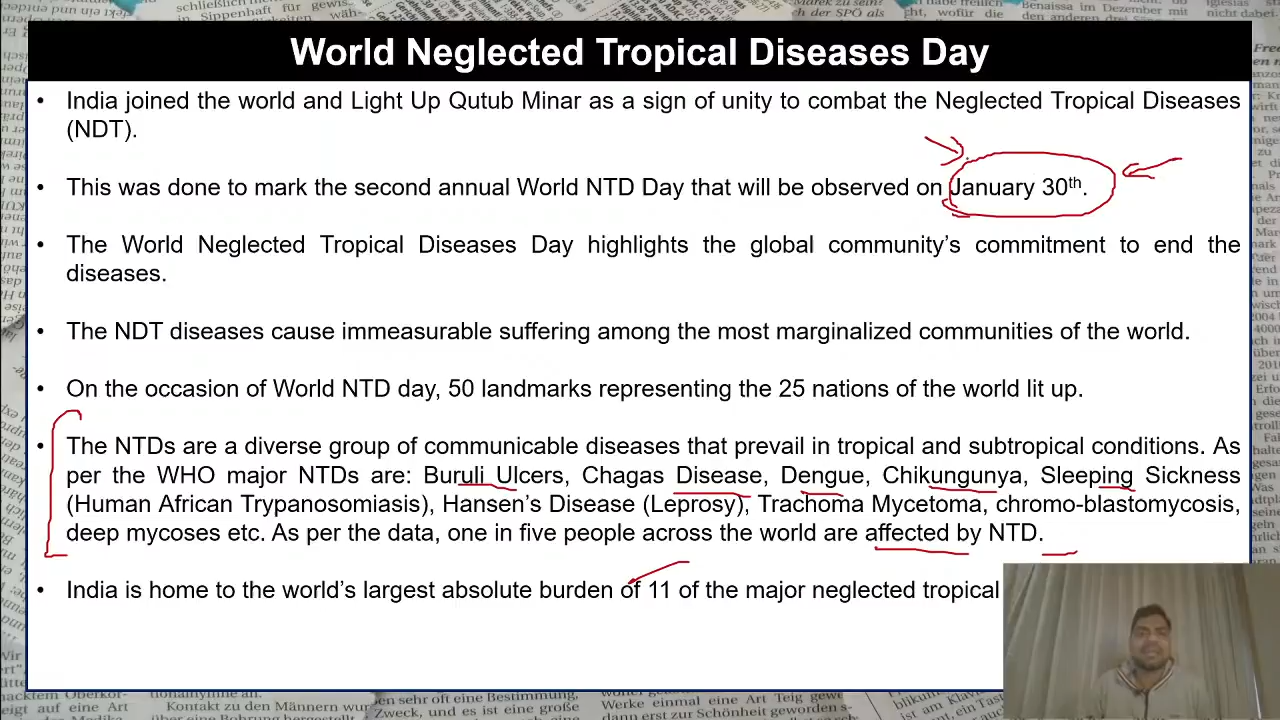 World Neglected Tropical Diseases Day
• India joined the world and Light Up Qutub Minar as a sign of unity to combat the Neglected Tropical Diseases
(NDT).
• This was done to mark the second annual World NTD Day that will be observed on January 30th.
• The World Neglected Tropical Diseases Day highlights the global community's commitment to end the
diseases.
• The NDT diseases cause immeasurable suffering among the most marginalized communities of the world.
• On the occasion of World NTD day, 50 landmarks representing the 25 nations of the world lit up.
• The NTDs are a diverse group of communicable diseases that prevail in tropical and subtropical conditions. As
per the WHO major NTDs are: Buruli Ulcers, Chagas Disease, Dengue, Chikungunya, Sleeping Sickness
(Human African Trypanosomiasis), Hansen's Disease (Leprosy), Trachoma Mycetoma, chromo-blastomycosis,
deep mycoses etc. As per the data, one in five people across the world are affected by NTD.
• India is home to the world's largest absolute burden of 11 of the major neglected tropical